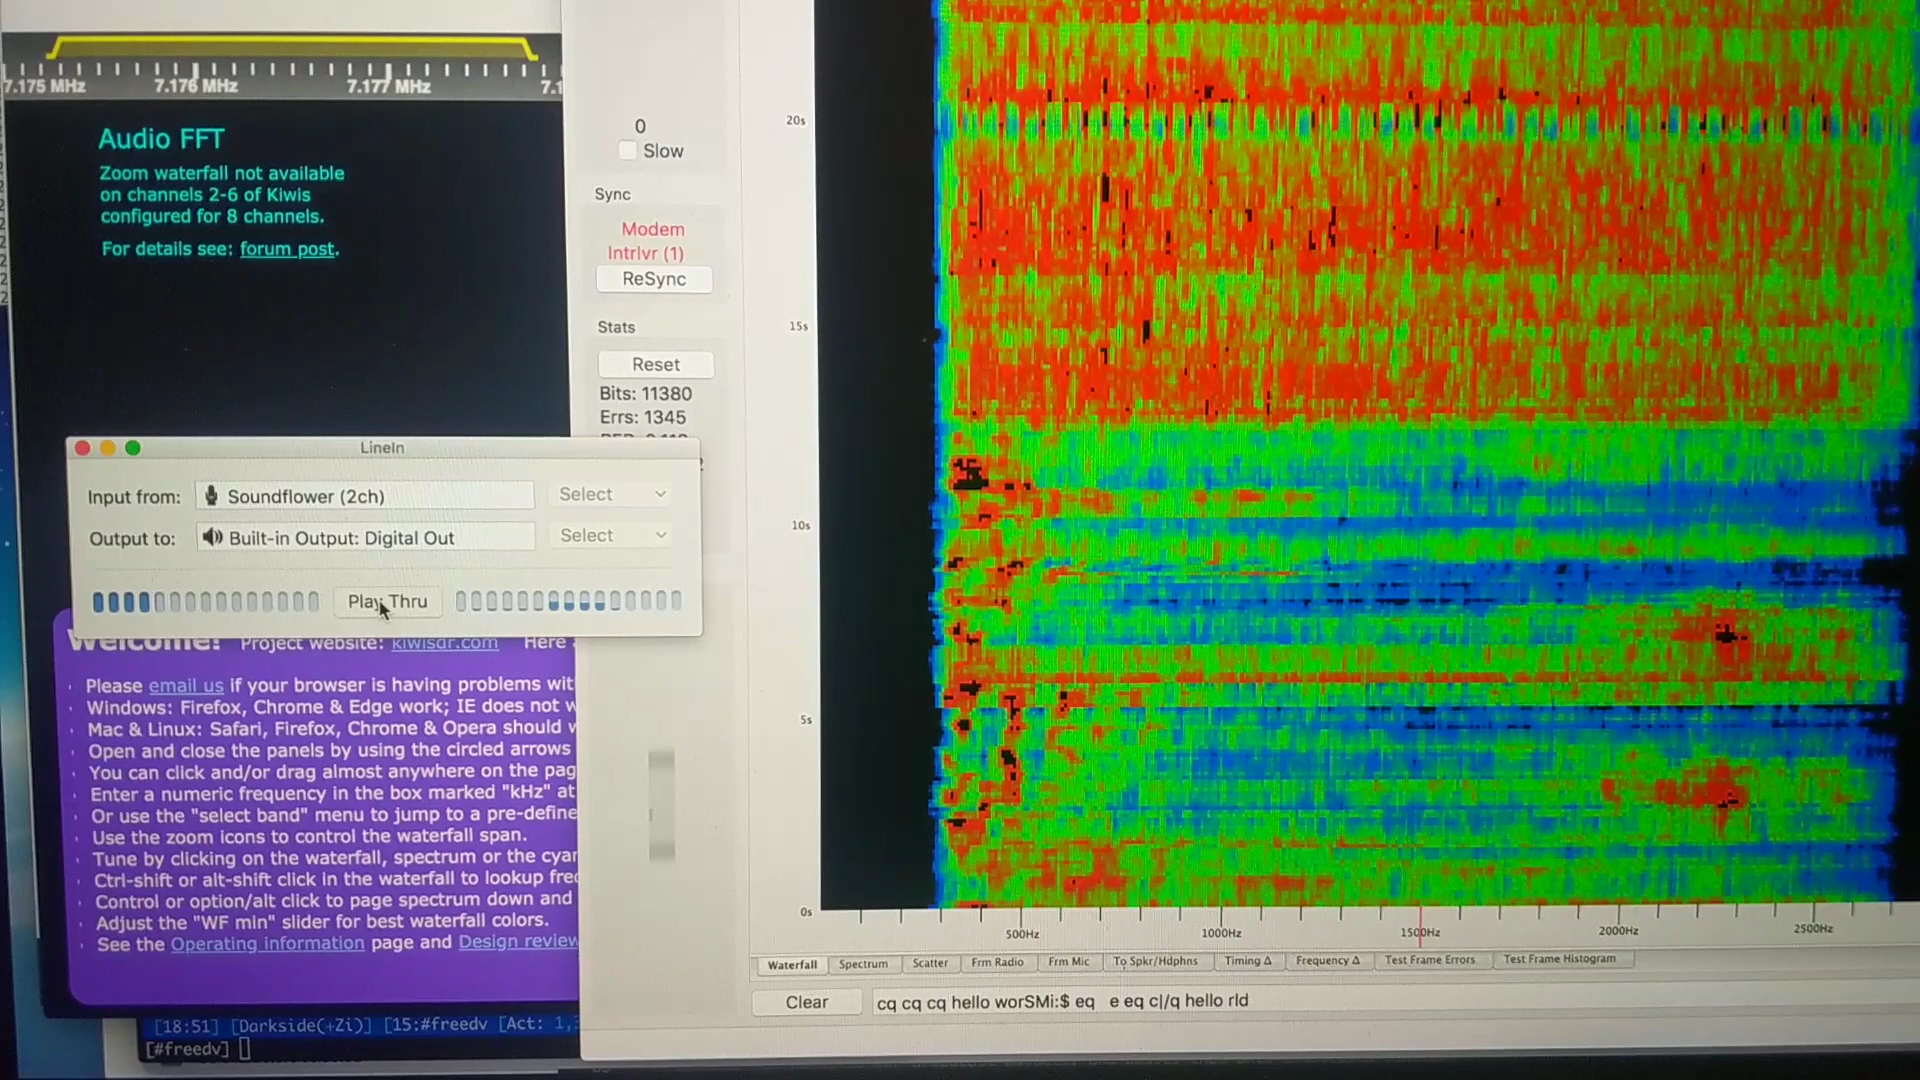 7.175 MHz
7.176 MHz
7.177 MHz
7.1
Audio FFT
Zoom waterfall not available
on channels 2-6 of Kiwis
configured for 8 channels.
For details see: forum post.
0
Slow
Sync
Modem
Intrlvr (1)
ReSync
Stats
Reset
Bits: 11380
Errs: 1345
LineIn
Input from:
Soundflower (2ch)
Select
Output to:
Built-in Output: Digital Out
Select
Play Thru
Welcome! Project website: kiwisdr.com Here
Please email us if your browser is having problems wit
Windows: Firefox, Chrome & Edge work; IE does not w
Mac & Linux: Safari, Firefox, Chrome & Opera should w
Open and close the panels by using the circled arrows
You can click and/or drag almost anywhere on the pag
Enter a numeric frequency in the box marked "kHz" at
Or use the "select band" menu to jump to a pre-define
Use the zoom icons to control the waterfall span.
Tune by clicking on the waterfall, spectrum or the cyan
Ctrl-shift or alt-shift click in the waterfall to lookup fre
Control or option/alt click to page spectrum down and
Adjust the "WF min" slider for best waterfall colors.
See the Operating information page and Design review
[18:51] [Darkside(+Zi)] [15:#freedv [Act: 1,
[#freedv]
20s
15s
10s
5s
0s
500Hz
1000Hz
1500Hz
2000Hz
2500Hz
Waterfall
Spectrum
Scatter
Frm Radio
Frm Mic
To Spkr/Hdphns
Timing Δ
Frequency Δ
Test Frame Errors
Test Frame Histogram
Clear
cq cq cq hello worSMi:$ eq e eq c|/q hello rld